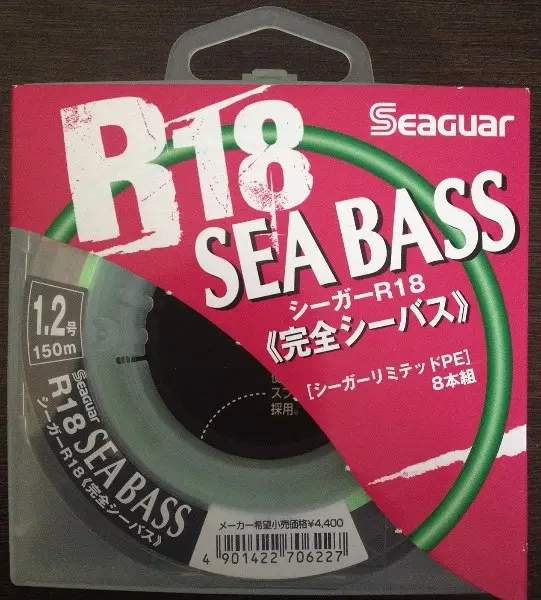 R18
Seaguar
SEA BASS
シーガーR18
《完全シーバス》
[シーガーリミテッドPE]
8本組
1.2号
150m
採用。
Seaguar
R18 SEA BASS
シーガーR18《完全シーバス》
メーカー希望小売価格¥4,400
4 901422 706227